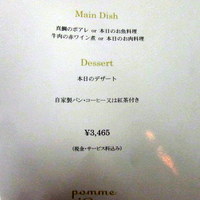 Main Dish
真鯛のポアレ or 本日のお魚料理
牛肉の赤ワイン煮 or 本日のお肉料理
Dessert
本日のデザート
自家製パン・コーヒー又は紅茶付き
¥3,465
(税金・サービス料込み)
pomme